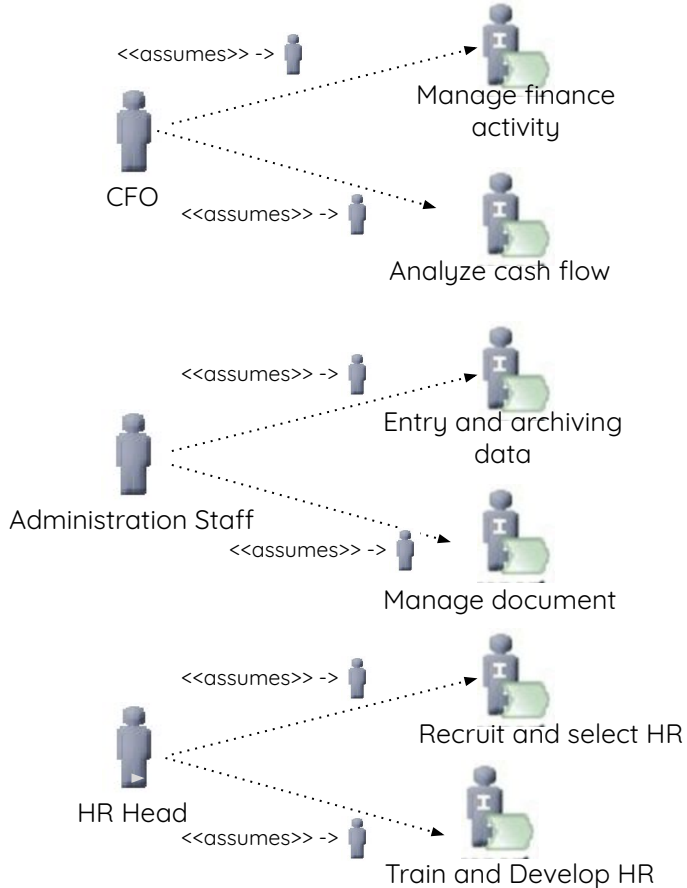 <<assumes>> ->
I
Manage finance
activity
CFO
<<assumes>> ->
I
Analyze cash flow
<<assumes>> ->
I
Entry and archiving
data
Administration Staff
<<assumes>> ->
I
Manage document
<<assumes>> ->
I
Recruit and select HR
HR Head
<<assumes>> ->
I
Train and Develop HR